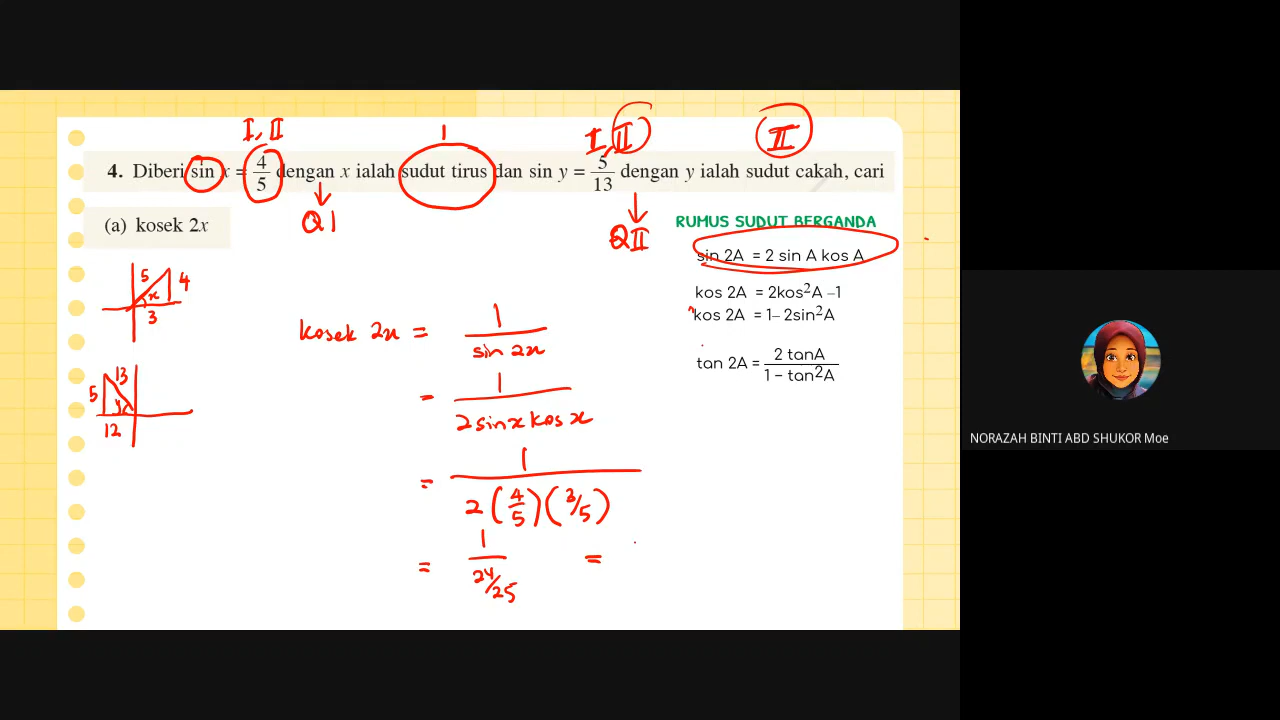 I, II
1
I, II
II
4. Diberi sin x = 4/5 dengan x ialah sudut tirus dan sin y = 5/13 dengan y ialah sudut cakah, cari
Q1
QII
(a) kosek 2x
RUMUS SUDUT BERGANDA
sin 2A = 2 sin A kos A
kos 2A = 2kos²A –1
kos 2A = 1– 2sin²A
tan 2A = 2 tanA / 1 – tan²A
5
4
x
3
13
5
y
12
kosek 2x = 1 / sin 2x
= 1 / 2 sin x kos x
= 1 / 2 (4/5) (3/5)
= 1 / 24/25 =
NORAZAH BINTI ABD SHUKOR Moe